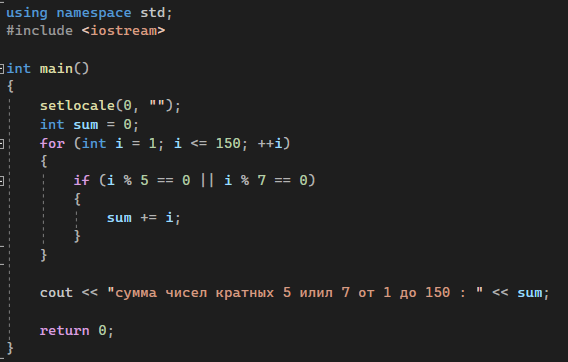 using namespace std;
#include <iostream>
int main()
{
setlocale(0, "");
int sum = 0;
for (int i = 1; i <= 150; ++i)
{
if (i % 5 == 0 || i % 7 == 0)
{
sum += i;
}
}
cout << "сумма чисел кратных 5 илил 7 от 1 до 150 : " << sum;
return 0;
}